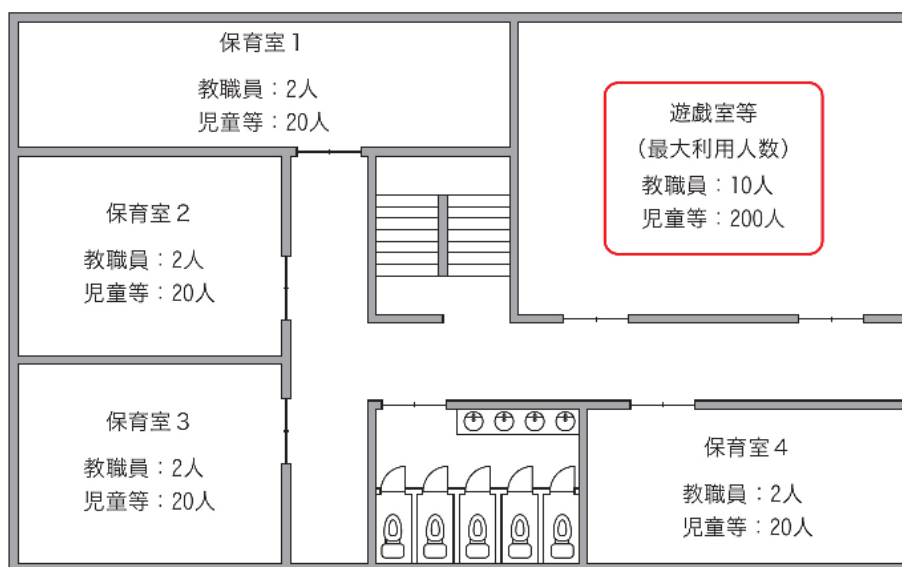 保育室１
教職員：2人
児童等：20人
遊戯室等
（最大利用人数）
教職員：10人
児童等：200人
保育室２
教職員：2人
児童等：20人
保育室３
教職員：2人
児童等：20人
保育室４
教職員：2人
児童等：20人